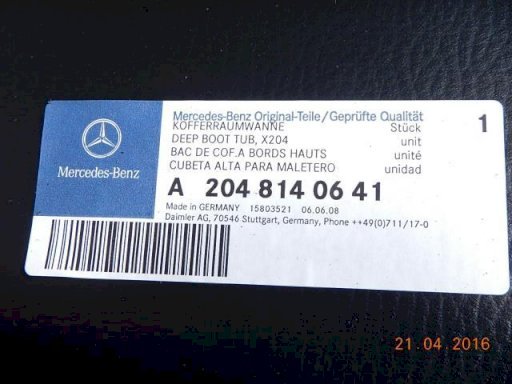 Mercedes-Benz Original-Teile/Geprüfte Qualität
KOFFERRAUMWANNE Stück 1
DEEP BOOT TUB, X204 unit
BAC DE COF.A BORDS HAUTS unité
CUBETA ALTA PARA MALETERO unidad
Mercedes-Benz
A 204 814 06 41
Made in GERMANY 15803521 06.06.08
Daimler AG, 70546 Stuttgart, Germany, Phone ++49(0)711/17-0
21.04.2016